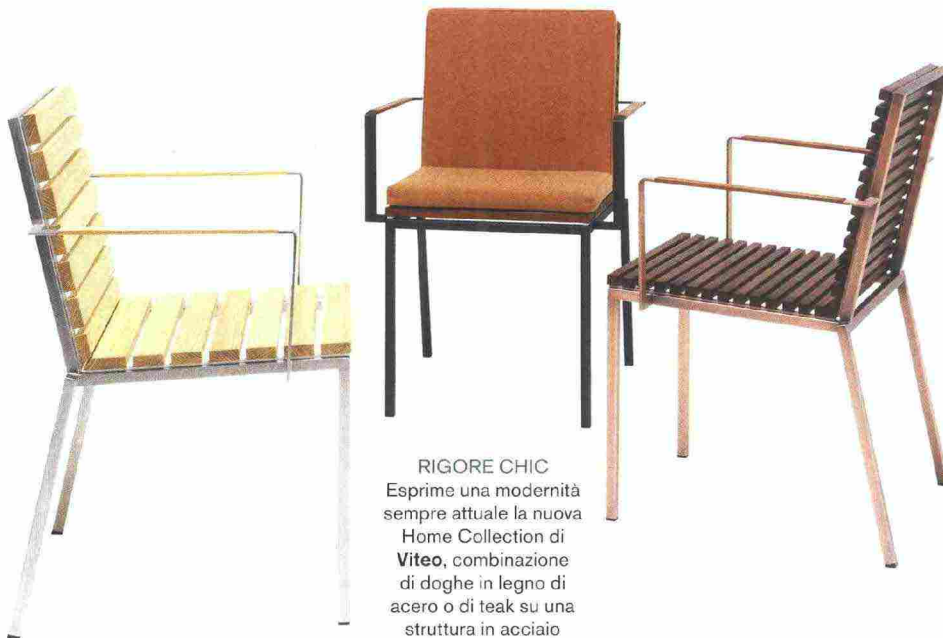 RIGORE CHIC
Esprime una modernità
sempre attuale la nuova
Home Collection di
Viteo, combinazione
di doghe in legno di
acero o di teak su una
struttura in acciaio